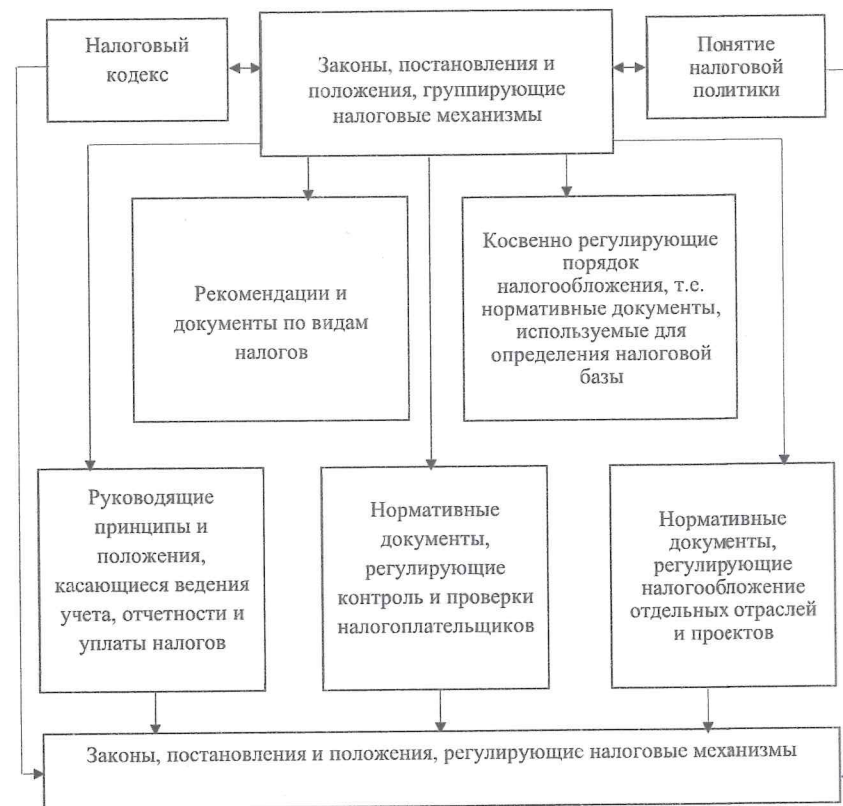 Налоговый
кодекс
Законы, постановления и
положения, группирующие
налоговые механизмы
Понятие
налоговой
политики
Рекомендации и
документы по видам
налогов
Косвенно регулирующие
порядок
налогообложения, т.е.
нормативные документы,
используемые для
определения налоговой
базы
Руководящие
принципы и
положения,
касающиеся ведения
учета, отчетности и
уплаты налогов
Нормативные
документы,
регулирующие
контроль и проверки
налогоплательщиков
Нормативные
документы,
регулирующие
налогообложение
отдельных отраслей
и проектов
Законы, постановления и положения, регулирующие налоговые механизмы